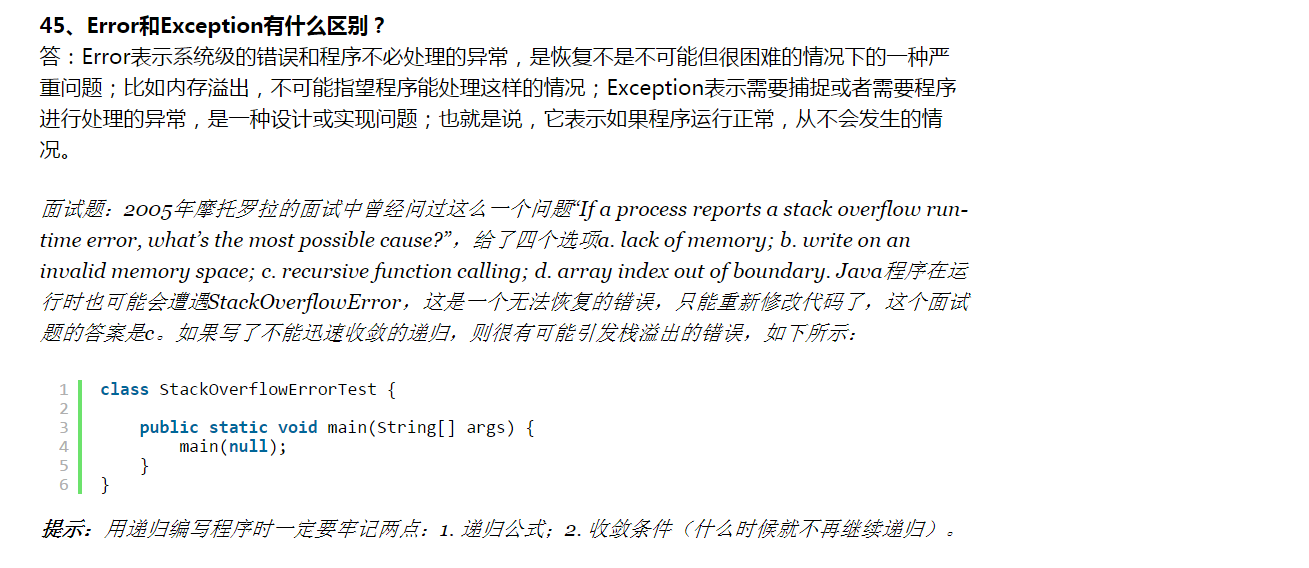 45、Error和Exception有什么区别？
答：Error表示系统级的错误和程序不必处理的异常，是恢复不是不可能但很困难的情况下的一种严
重问题；比如内存溢出，不可能指望程序能处理这样的情况；Exception表示需要捕捉或者需要程序
进行处理的异常，是一种设计或实现问题；也就是说，它表示如果程序运行正常，从不会发生的情
况。
面试题：2005年摩托罗拉的面试中曾经问过这么一个问题“If a process reports a stack overflow run-
time error, what’s the most possible cause?”，给了四个选项a. lack of memory; b. write on an
invalid memory space; c. recursive function calling; d. array index out of boundary. Java程序在运
行时也可能会遭遇StackOverflowError，这是一个无法恢复的错误，只能重新修改代码了，这个面试
题的答案是c。如果写了不能迅速收敛的递归，则很有可能引发栈溢出的错误，如下所示：
1 class StackOverflowErrorTest {
2
3     public static void main(String[] args) {
4         main(null);
5     }
6 }
提示：用递归编写程序时一定要牢记两点：1. 递归公式；2. 收敛条件（什么时候就不再继续递归）。